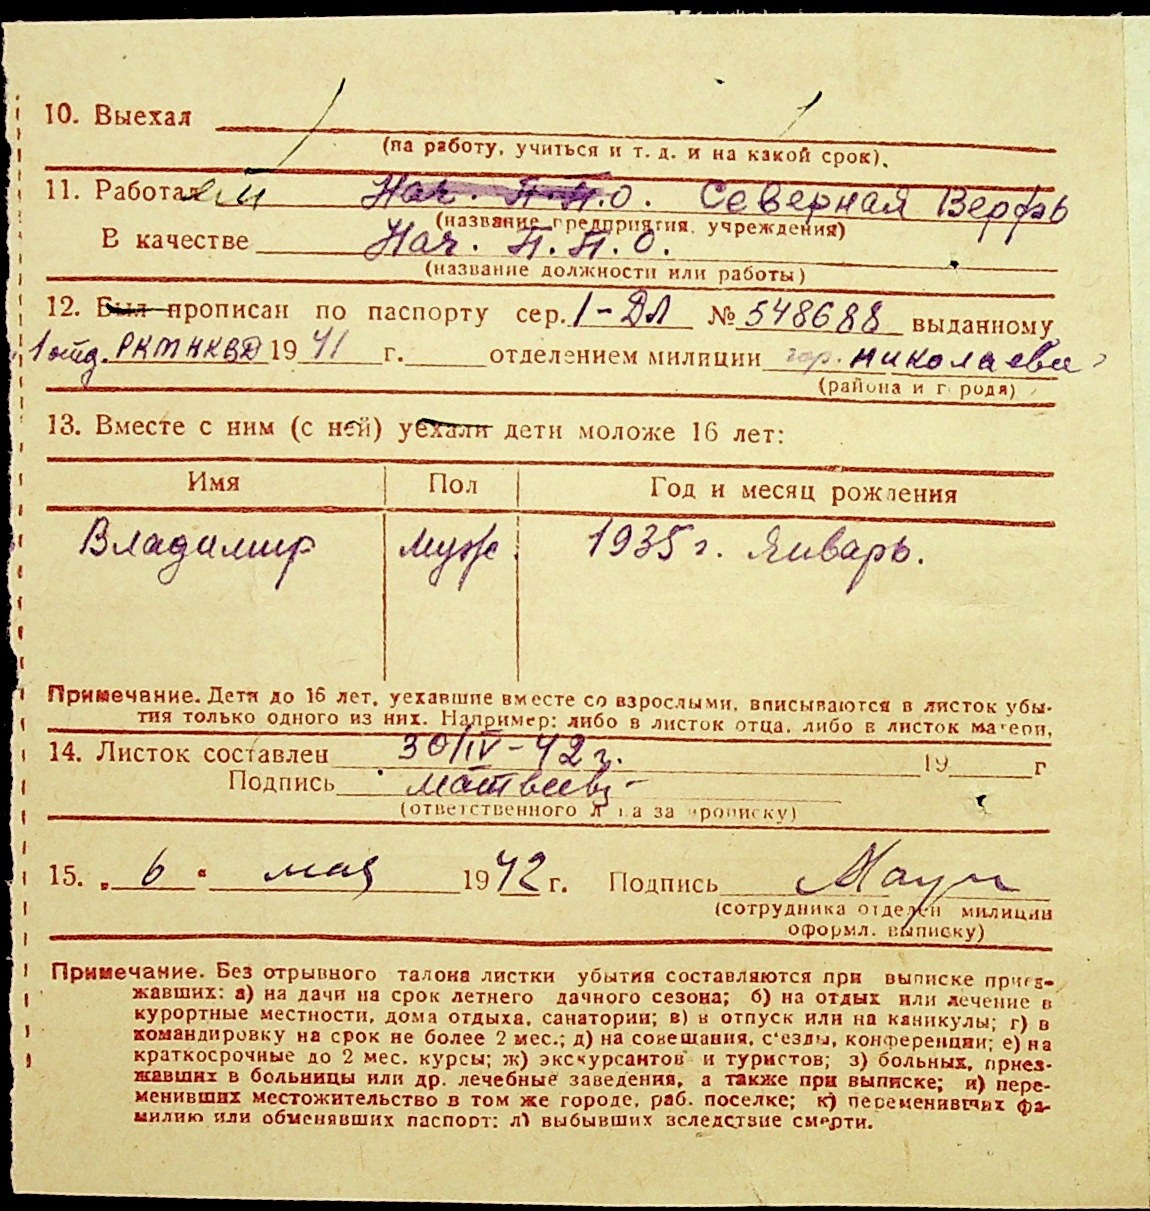 10. Выехал
(на работу, учиться и т. д. и на какой срок).
11. Работал Нач. П.П.О. Северная Верфь
(название предприятия, учреждения)
В качестве Нач. П.П.О.
(название должности или работы)
12. Был прописан по паспорту сер. I-ДЛ № 548688 выданному
1 отд. РКМ НКВД 1941 г. отделением милиции гор. Николаева
(района и города)
13. Вместе с ним (с ней) уехали дети моложе 16 лет:
Имя Пол Год и месяц рождения
Владимир муж. 1935 г. Январь.
Примечание. Дети до 16 лет, уехавшие вместе со взрослыми, вписываются в листок убы-
тия только одного из них. Например: либо в листок отца, либо в листок матери.
14. Листок составлен 30/IV-42 г. 19 г
Подпись Матвеев
(ответственного лица за прописку)
15. „ 6 “ мая 1942 г. Подпись
(сотрудника отделен милиции
оформл. выписку)
Примечание. Без отрывного талона листки убытия составляются при выписке приез-
жавших: а) на дачи на срок летнего дачного сезона; б) на отдых или лечение в
курортные местности, дома отдыха, санатории; в) в отпуск или на каникулы; г) в
командировку на срок не более 2 мес.; д) на совещания, с'езды, конференции; е) на
краткосрочные до 2 мес. курсы; ж) экскурсантов и туристов; з) больных, приез-
жавших в больницы или др. лечебные заведения, а также при выписке; и) пере-
менивших местожительство в том же городе, раб. поселке; к) переменивших фа-
милию или обменявших паспорт; л) выбывших вследствие смерти.